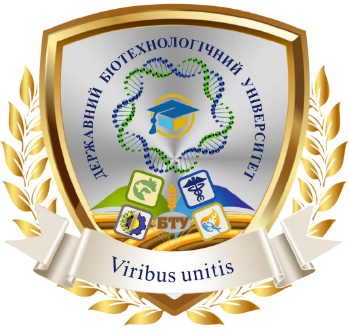 ДЕРЖАВНИЙ БІОТЕХНОЛОГІЧНИЙ УНІВЕРСИТЕТ
БТУ
Viribus unitis